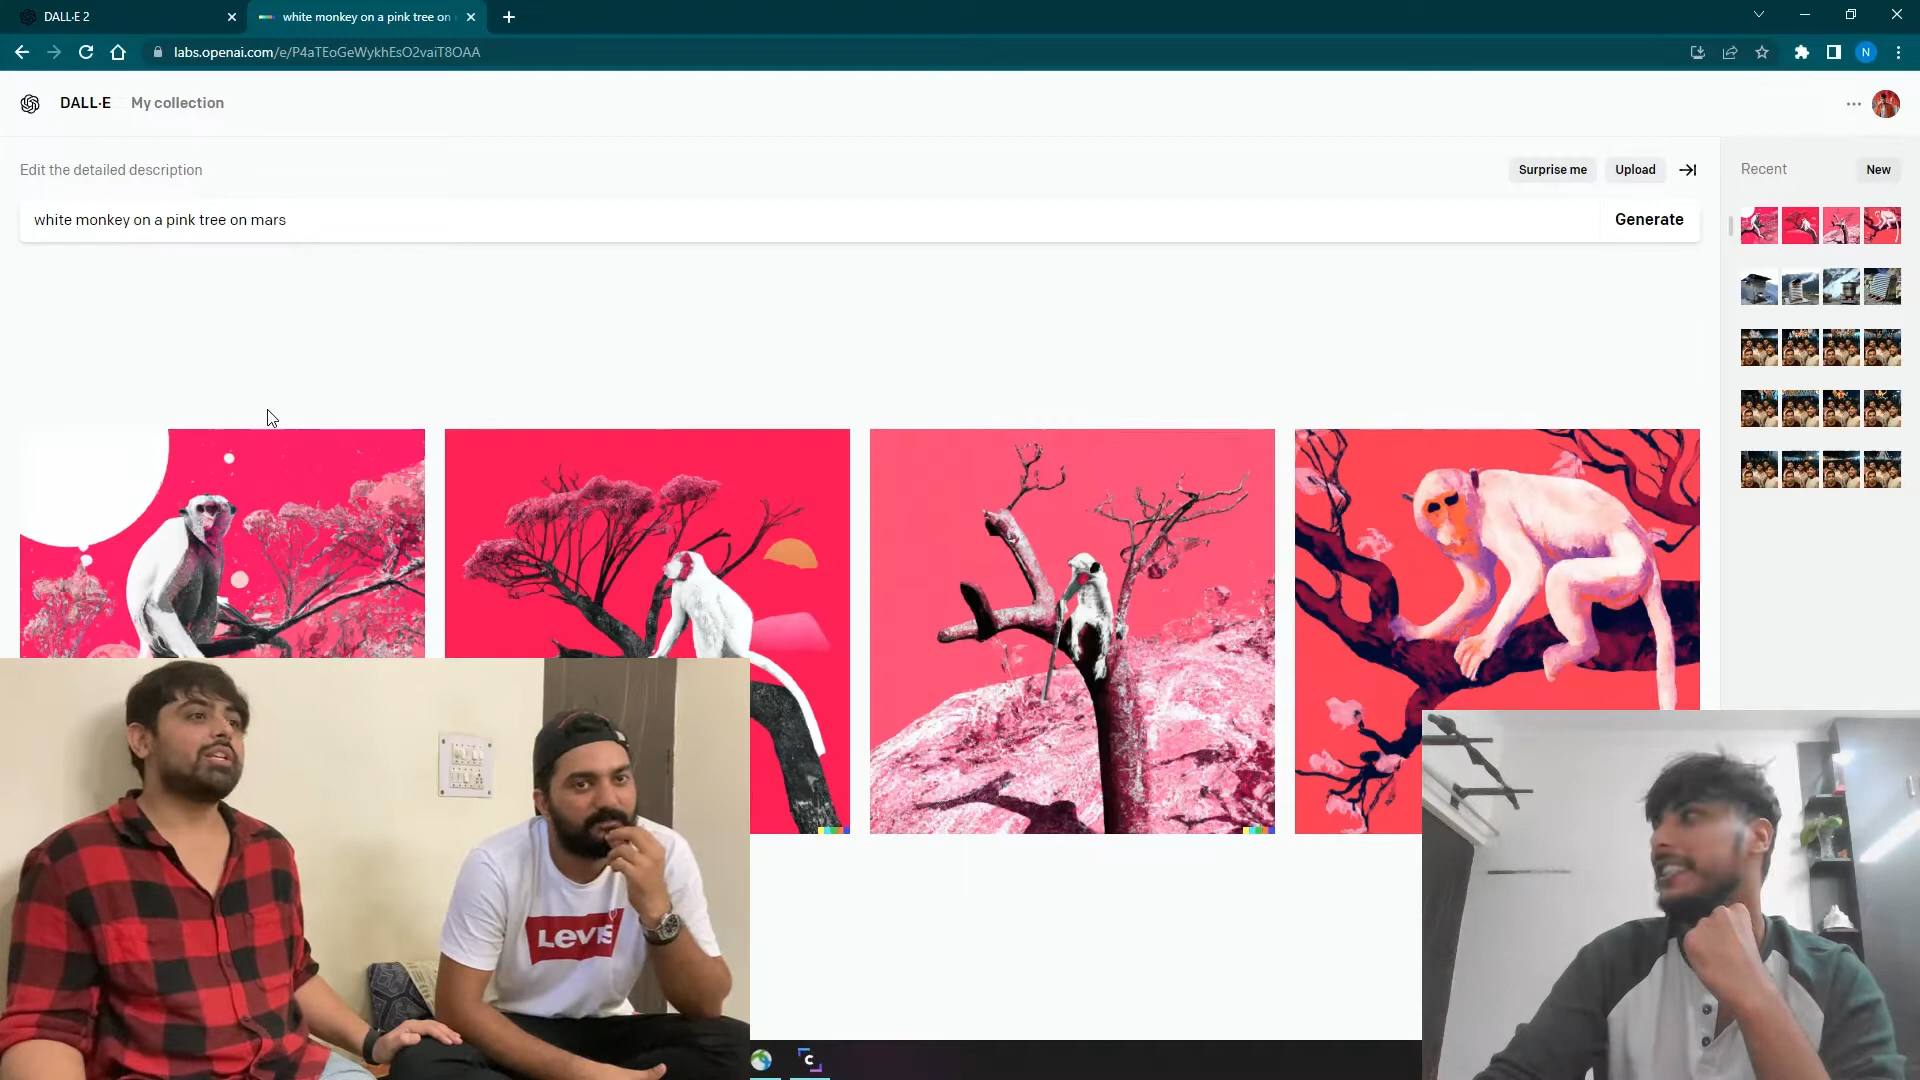 DALL·E 2
white monkey on a pink tree on
labs.openai.com/e/P4aTEoGeWykhEsO2vaiT8OAA
N
DALL·E My collection
Edit the detailed description
Surprise me
Upload
Recent
New
white monkey on a pink tree on mars
Generate
LEVI'S
C